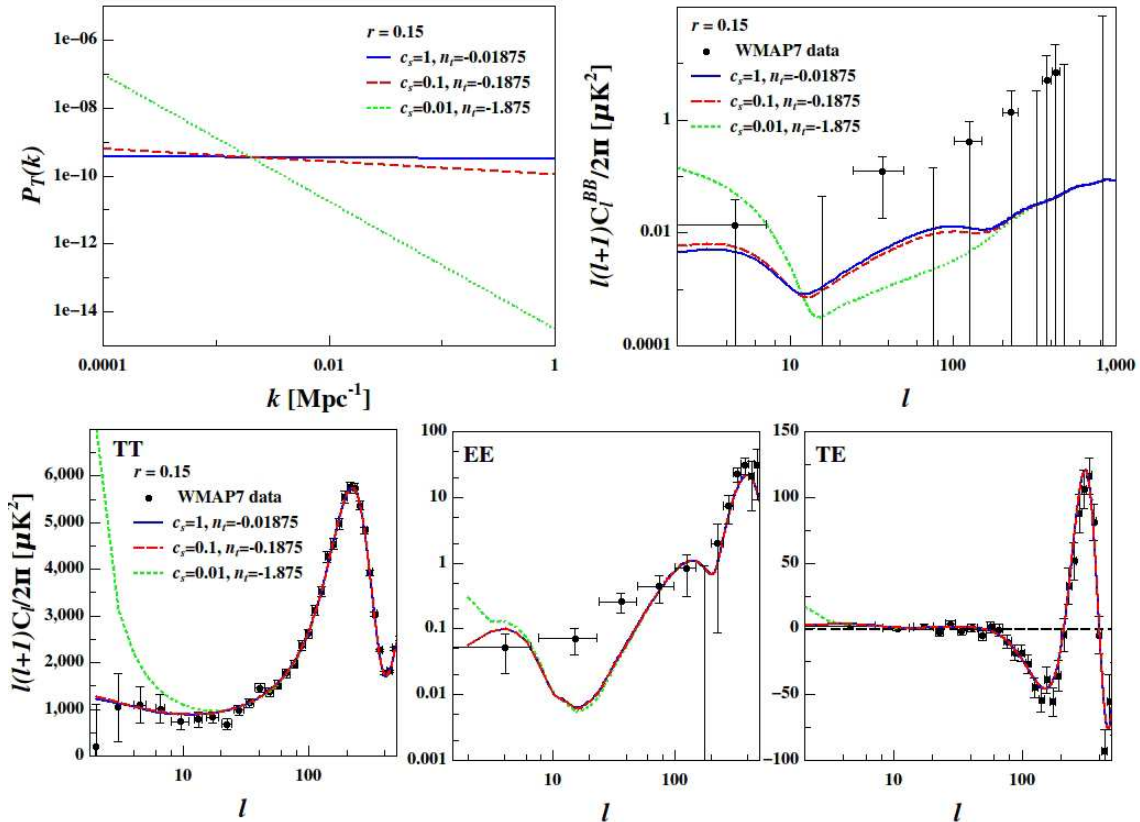 1e−06
1e−08
1e−10
1e−12
1e−14
P_T(k)
r = 0.15
c_s=1, n_t=-0.01875
c_s=0.1, n_t=-0.1875
c_s=0.01, n_t=-1.875
0.0001
0.001
0.01
0.1
1
k [Mpc⁻¹]
r = 0.15
WMAP7 data
c_s=1, n_t=-0.01875
c_s=0.1, n_t=-0.1875
c_s=0.01, n_t=-1.875
1
0.01
0.0001
l(l+1)C_l^{BB}/2π [μK²]
10
100
1,000
l
TT
r = 0.15
WMAP7 data
c_s=1, n_t=-0.01875
c_s=0.1, n_t=-0.1875
c_s=0.01, n_t=-1.875
6,000
5,000
4,000
3,000
2,000
1,000
0
l(l+1)C_l/2π [μK²]
10
100
l
EE
100
10
1
0.1
0.01
0.001
10
100
l
TE
150
100
50
0
−50
−100
10
100
l